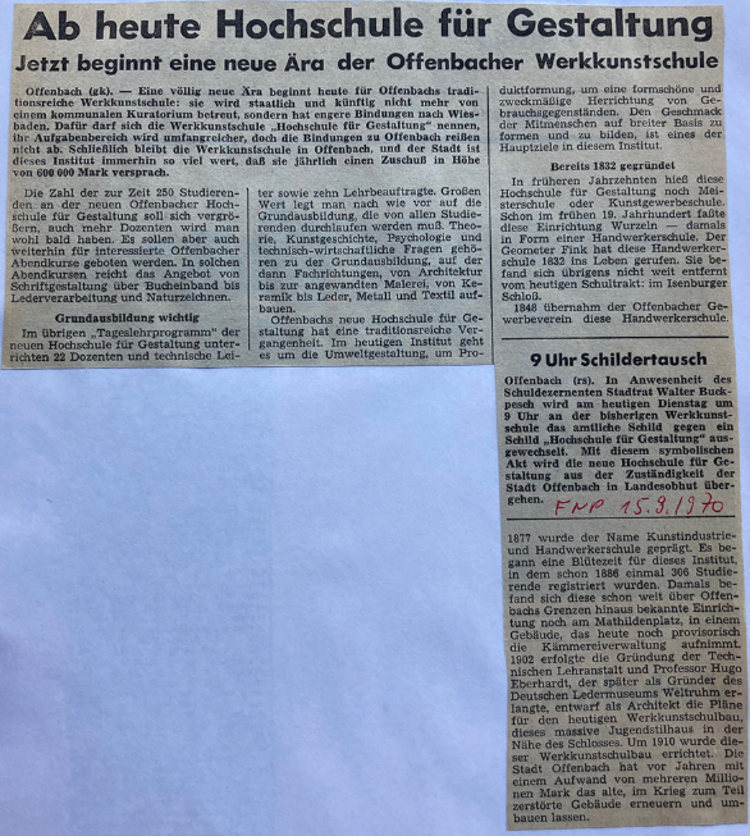 Ab heute Hochschule für Gestaltung
Jetzt beginnt eine neue Ära der Offenbacher Werkkunstschule
Offenbach (gk). — Eine völlig neue Ära beginnt heute für Offenbachs tradi-
tionsreiche Werkkunstschule: sie wird staatlich und künftig nicht mehr von
einem kommunalen Kuratorium betreut, sondern hat engere Bindungen nach Wies-
baden. Dafür darf sich die Werkkunstschule „Hochschule für Gestaltung" nennen,
ihr Aufgabenbereich wird umfangreicher, doch die Bindungen zu Offenbach reißen
nicht ab. Schließlich bleibt die Werkkunstschule in Offenbach, und der Stadt ist
dieses Institut immerhin so viel wert, daß sie jährlich einen Zuschuß in Höhe
von 600 000 Mark versprach.
Die Zahl der zur Zeit 250 Studieren-
den an der neuen Offenbacher Hoch-
schule für Gestaltung soll sich vergrö-
ßern, auch mehr Dozenten wird man
wohl bald haben. Es sollen aber auch
weiterhin für interessierte Offenbacher
Abendkurse geboten werden. In solchen
Abendkursen reicht das Angebot von
Schriftgestaltung über Bucheinband bis
Lederverarbeitung und Naturzeichnen.
Grundausbildung wichtig
Im übrigen „Tageslehrprogramm" der
neuen Hochschule für Gestaltung unter-
richten 22 Dozenten und technische Lei-
ter sowie zehn Lehrbeauftragte. Großen
Wert legt man nach wie vor auf die
Grundausbildung, die von allen Studie-
renden durchlaufen werden muß. Theo-
rie, Kunstgeschichte, Psychologie und
technisch-wirtschaftliche Fragen gehö-
ren zu der Grundausbildung, auf der
dann Fachrichtungen, von Architektur
bis zur angewandten Malerei, von Ke-
ramik bis Leder, Metall und Textil auf-
bauen.
Offenbachs neue Hochschule für Ge-
staltung hat eine traditionsreiche Ver-
gangenheit. Im heutigen Institut geht
es um die Umweltgestaltung, um Pro-
duktformung, um eine formschöne und
zweckmäßige Herrichtung von Ge-
brauchsgegenständen. Den Geschmack
der Mitmenschen auf breiter Basis zu
formen und zu bilden, ist eines der
Hauptziele in diesem Institut.
Bereits 1832 gegründet
In früheren Jahrzehnten hieß diese
Hochschule für Gestaltung noch Mei-
sterschule oder Kunstgewerbeschule.
Schon im frühen 19. Jahrhundert faßte
diese Einrichtung Wurzeln — damals
in Form einer Handwerkerschule. Der
Geometer Fink hat diese Handwerker-
schule 1832 ins Leben gerufen. Sie be-
fand sich übrigens nicht weit entfernt
vom heutigen Schultrakt: im Isenburger
Schloß.
1848 übernahm der Offenbacher Ge-
werbeverein diese Handwerkerschule.
9 Uhr Schildertausch
Offenbach (rs). In Anwesenheit des
Schuldezernenten Stadtrat Walter Buck-
pesch wird am heutigen Dienstag um
9 Uhr an der bisherigen Werkkunst-
schule das amtliche Schild gegen ein
Schild „Hochschule für Gestaltung" aus-
gewechselt. Mit diesem symbolischen
Akt wird die neue Hochschule für Ge-
staltung aus der Zuständigkeit der
Stadt Offenbach in Landesobhut über-
gehen.
FNP 15.9.1970
1877 wurde der Name Kunstindustrie-
und Handwerkerschule geprägt. Es be-
gann eine Blütezeit für dieses Institut,
in dem schon 1886 einmal 306 Studie-
rende registriert wurden. Damals be-
fand sich diese schon weit über Offen-
bachs Grenzen hinaus bekannte Einrich-
tung noch am Mathildenplatz, in einem
Gebäude, das heute noch provisorisch
die Kämmereiverwaltung aufnimmt.
1902 erfolgte die Gründung der Tech-
nischen Lehranstalt und Professor Hugo
Eberhardt, der später als Gründer des
Deutschen Ledermuseums Weltruhm er-
langte, entwarf als Architekt die Pläne
für den heutigen Werkkunstschulbau,
dieses massive Jugendstilhaus in der
Nähe des Schlosses. Um 1910 wurde die-
ser Werkkunstschulbau errichtet. Die
Stadt Offenbach hat vor Jahren mit
einem Aufwand von mehreren Millio-
nen Mark das alte, im Krieg zum Teil
zerstörte Gebäude erneuern und um-
bauen lassen.